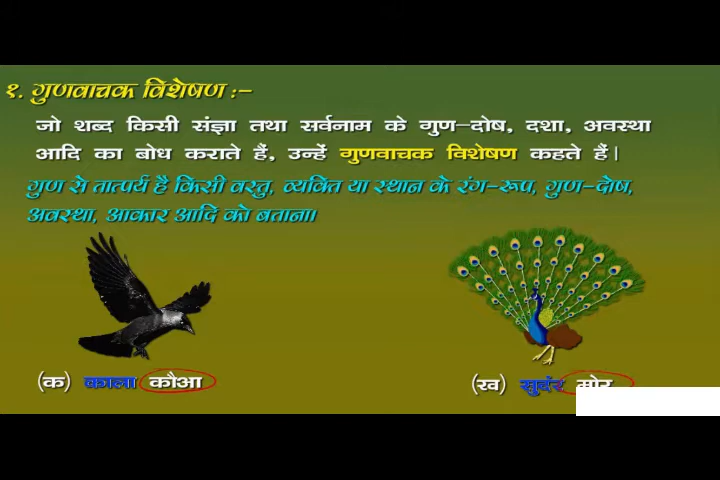 १. गुणवाचक विशेषण :-
जो शब्द किसी संज्ञा तथा सर्वनाम के गुण-दोष, दशा, अवस्था
आदि का बोध कराते हैं, उन्हें गुणवाचक विशेषण कहते हैं।
गुण से तात्पर्य है किसी वस्तु, व्यक्ति या स्थान के रंग-रूप, गुण-दोष,
अवस्था, आकार आदि को बताना।
(क) काला कौआ
(ख) सुदंर मोर